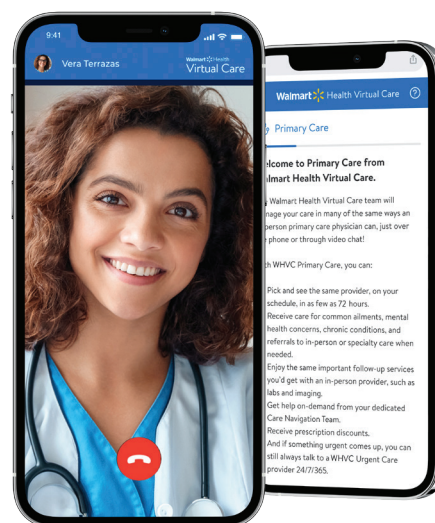 9:41
Vera Terrazas
Walmart Health
Virtual Care
Walmart Health Virtual Care
Primary Care
to Primary Care from
Health Virtual Care.
Walmart Health Virtual Care team will
your care in many of the same ways an
primary care physician can, just over
phone or through video chat!
WHVC Primary Care, you can:
Pick and see the same provider, on your
schedule, in as few as 72 hours.
Receive care for common ailments, mental
health concerns, chronic conditions, and
referrals to in-person or specialty care when
needed.
Enjoy the same important follow-up services
you'd get with an in-person provider, such as
labs and imaging.
Get help on-demand from your dedicated
Care Navigation Team.
Receive prescription discounts.
And if something urgent comes up, you can
still always talk to a WHVC Urgent Care
provider 24/7/365.